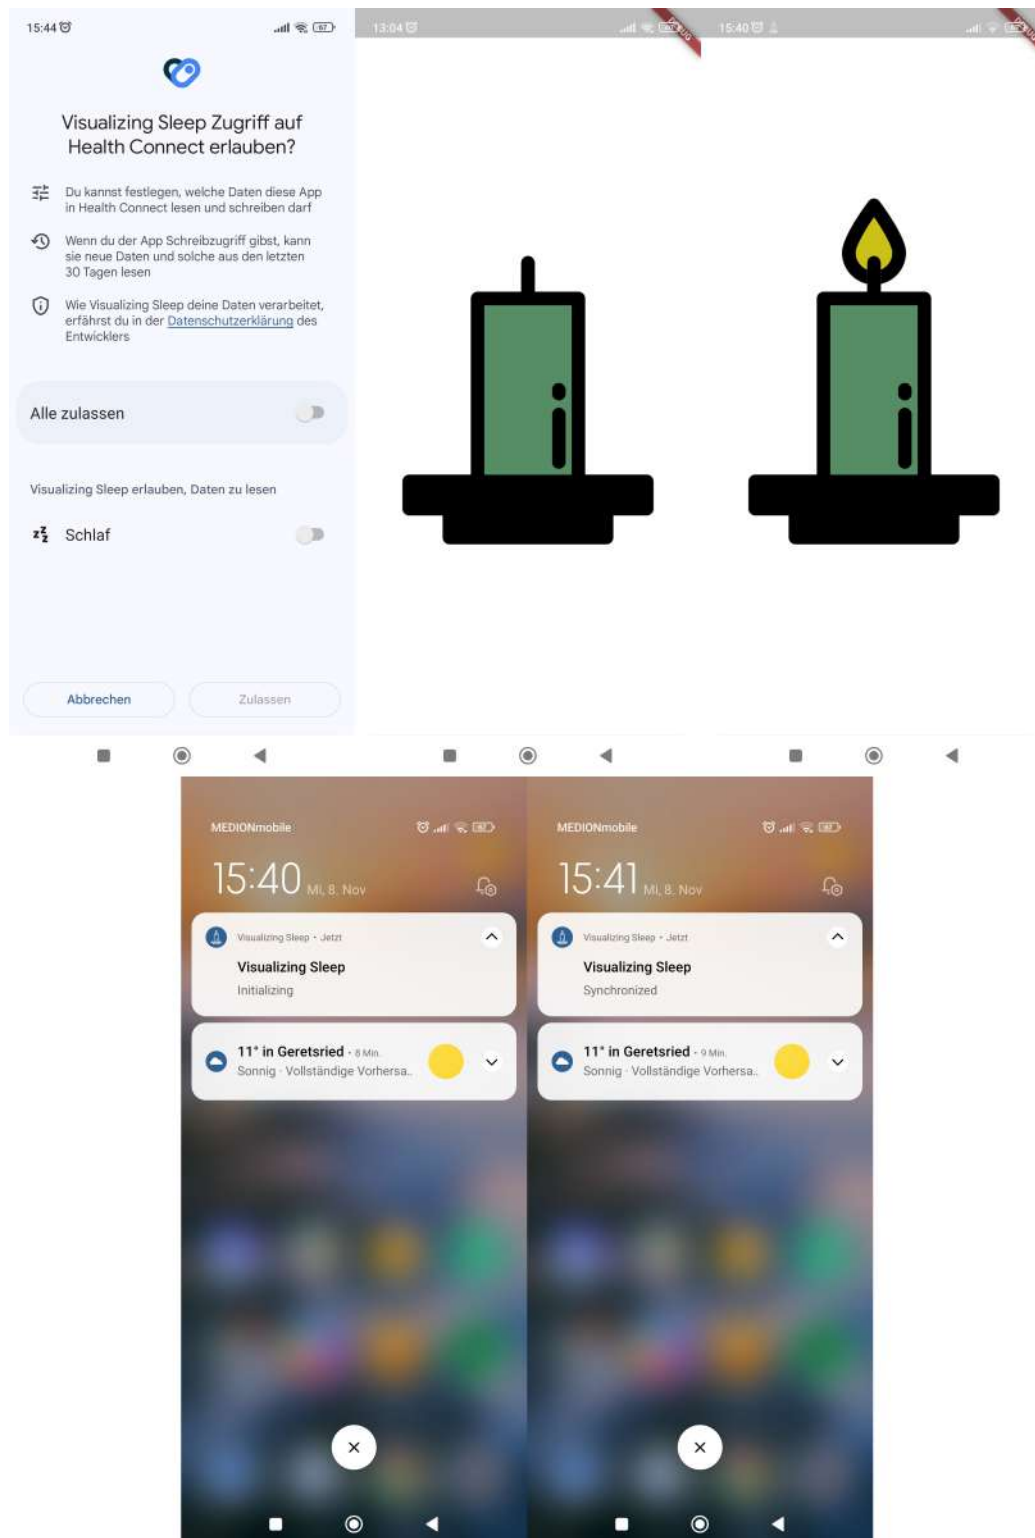 15:44
67
Visualizing Sleep Zugriff auf
Health Connect erlauben?
Du kannst festlegen, welche Daten diese App
in Health Connect lesen und schreiben darf
Wenn du der App Schreibzugriff gibst, kann
sie neue Daten und solche aus den letzten
30 Tagen lesen
Wie Visualizing Sleep deine Daten verarbeitet,
erfährst du in der Datenschutzerklärung des
Entwicklers
Alle zulassen
Visualizing Sleep erlauben, Daten zu lesen
zZz Schlaf
Abbrechen
Zulassen
13:04
15:40
MEDIONmobile
15:40 Mi, 8. Nov
Visualizing Sleep • Jetzt
Visualizing Sleep
Initializing
11° in Geretsried • 8 Min.
Sonnig · Vollständige Vorhersa..
MEDIONmobile
15:41 Mi, 8. Nov
Visualizing Sleep • Jetzt
Visualizing Sleep
Synchronized
11° in Geretsried • 9 Min.
Sonnig · Vollständige Vorhersa..